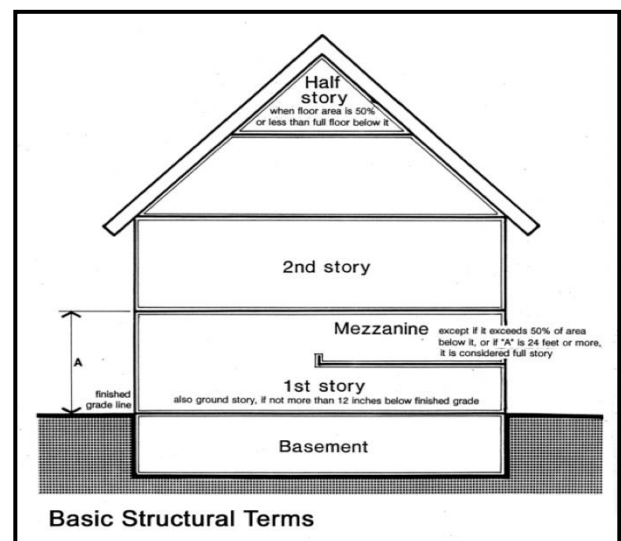 Half
story
when floor area is 50%
or less than full floor below it
2nd story
Mezzanine
except if it exceeds 50% of area
below it, or if "A" is 24 feet or more,
it is considered full story
A
1st story
also ground story, if not more than 12 inches below finished grade
finished
grade line
Basement
Basic Structural Terms